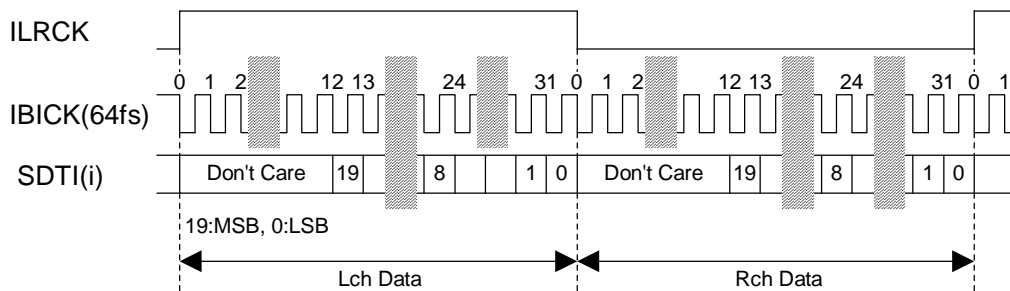 ILRCK
0 1 2 12 13 24 31 0 1 2 12 13 24 31 0 1
IBICK(64fs)
SDTI(i) Don't Care 19 8 1 0 Don't Care 19 8 1 0
19:MSB, 0:LSB
Lch Data Rch Data